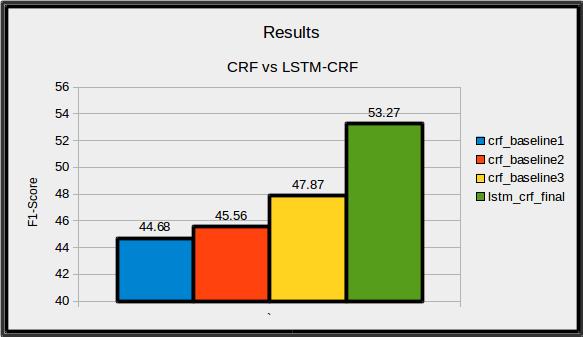 Results
CRF vs LSTM-CRF
56
54
52
50
48
46
44
42
40
F1-Score
44.68
45.56
47.87
53.27
`
crf_baseline1
crf_baseline2
crf_baseline3
lstm_crf_final